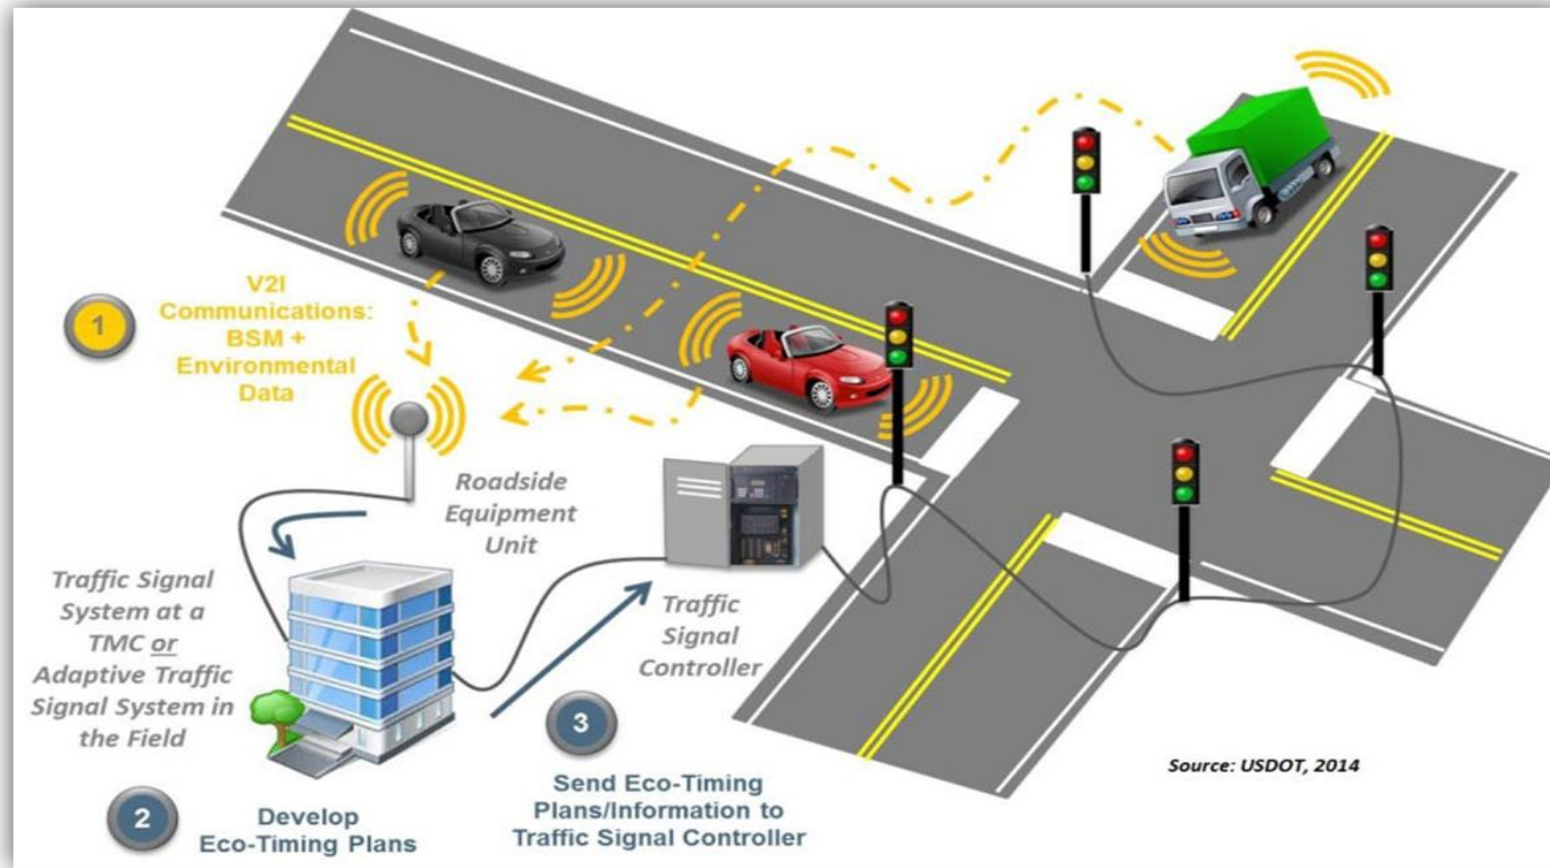 1
V2I
Communications:
BSM +
Environmental
Data
Roadside
Equipment
Unit
Traffic Signal
System at a
TMC or
Adaptive Traffic
Signal System in
the Field
Traffic
Signal
Controller
2
Develop
Eco-Timing Plans
3
Send Eco-Timing
Plans/Information to
Traffic Signal Controller
Source: USDOT, 2014